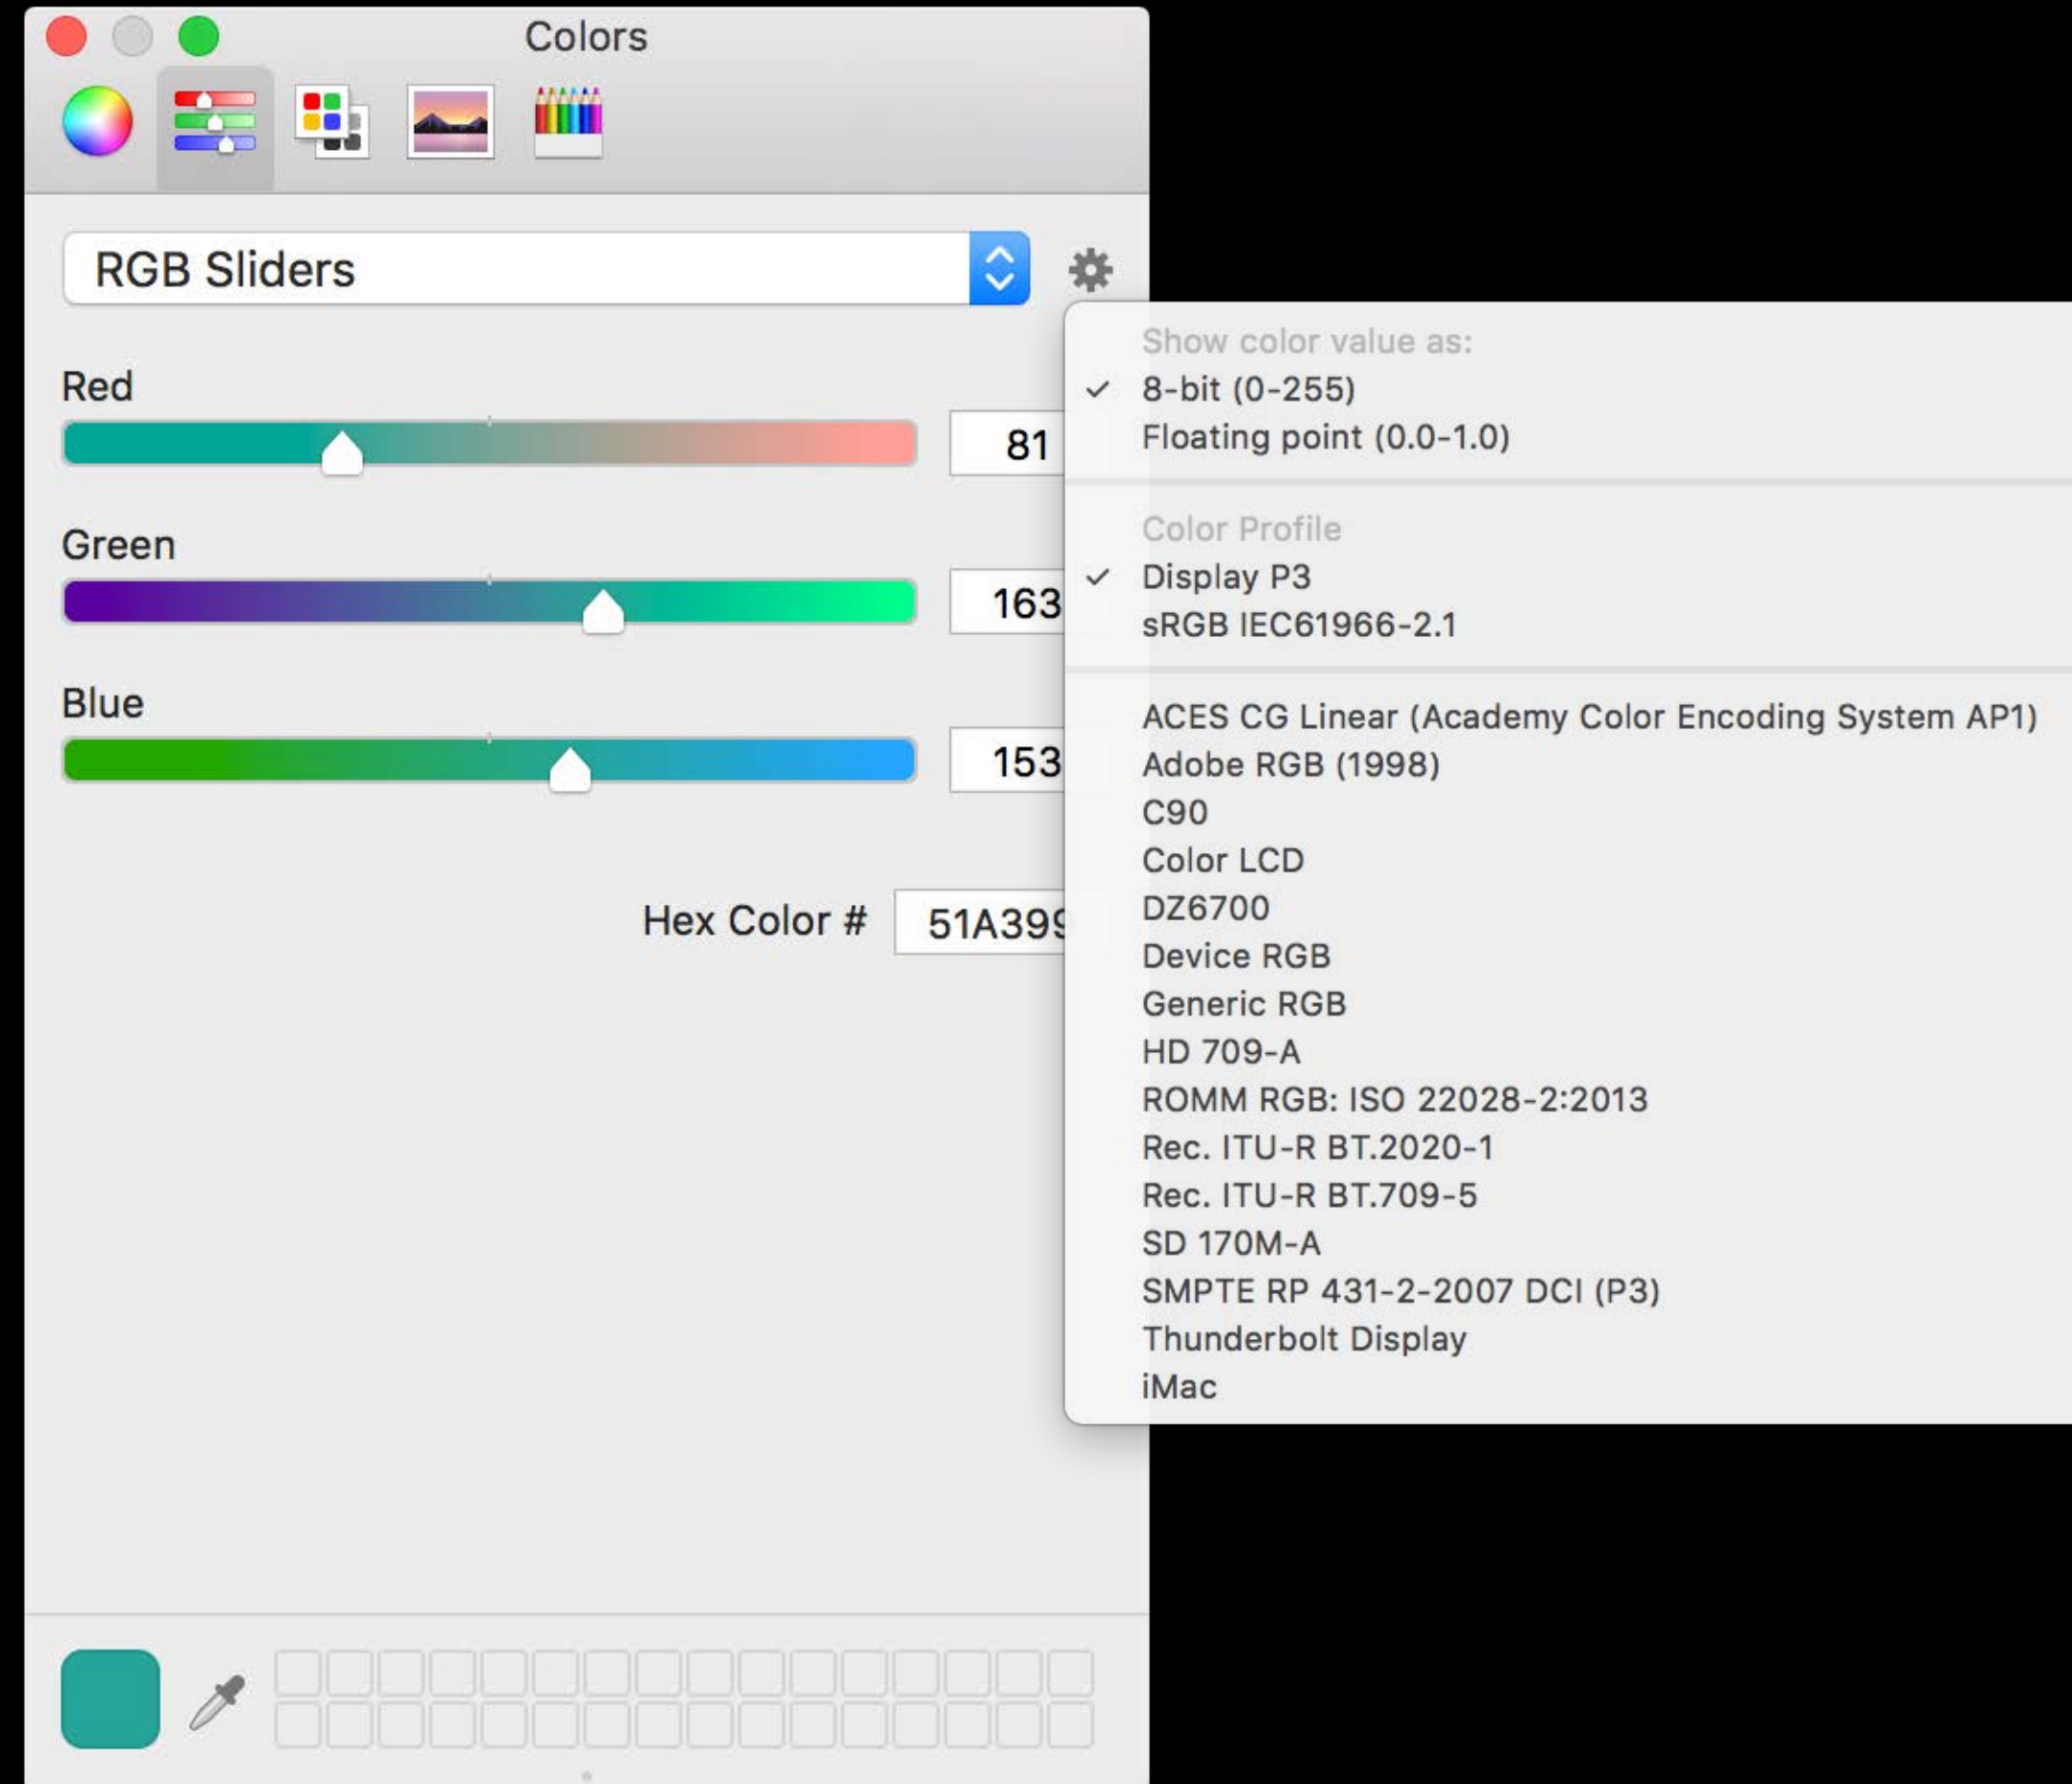 Colors
RGB Sliders
Red
81
Green
163
Blue
153
Hex Color #
51A399
Show color value as:
✓ 8-bit (0-255)
Floating point (0.0-1.0)
Color Profile
✓ Display P3
sRGB IEC61966-2.1
ACES CG Linear (Academy Color Encoding System AP1)
Adobe RGB (1998)
C90
Color LCD
DZ6700
Device RGB
Generic RGB
HD 709-A
ROMM RGB: ISO 22028-2:2013
Rec. ITU-R BT.2020-1
Rec. ITU-R BT.709-5
SD 170M-A
SMPTE RP 431-2-2007 DCI (P3)
Thunderbolt Display
iMac